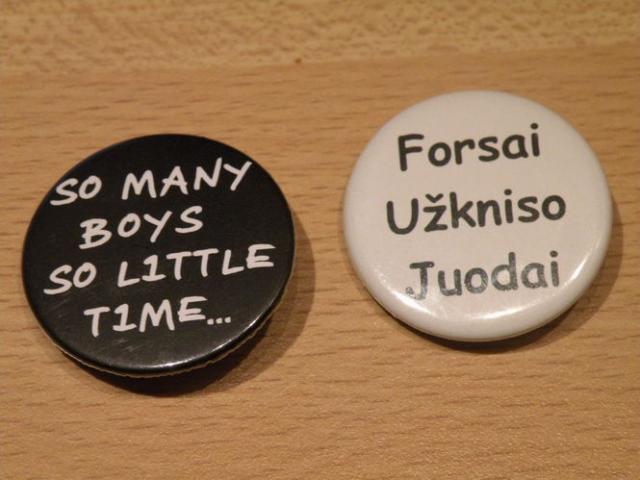 SO MANY
BOYS
SO L1TTLE
T1ME...
Forsai
Užkniso
Juodai